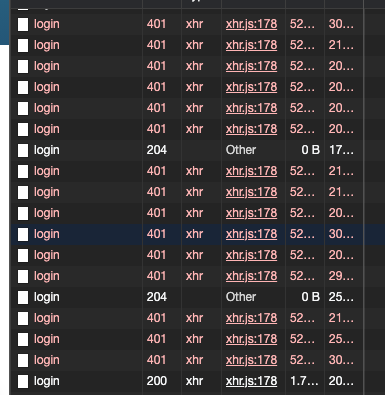 login 401 xhr xhr.js:178 52... 30...
login 401 xhr xhr.js:178 52... 21...
login 401 xhr xhr.js:178 52... 20...
login 401 xhr xhr.js:178 52... 20...
login 401 xhr xhr.js:178 52... 20...
login 401 xhr xhr.js:178 52... 20...
login 204 Other 0 B 17...
login 401 xhr xhr.js:178 52... 21...
login 401 xhr xhr.js:178 52... 21...
login 401 xhr xhr.js:178 52... 20...
login 401 xhr xhr.js:178 52... 30...
login 401 xhr xhr.js:178 52... 20...
login 401 xhr xhr.js:178 52... 29...
login 204 Other 0 B 25...
login 401 xhr xhr.js:178 52... 21...
login 401 xhr xhr.js:178 52... 25...
login 401 xhr xhr.js:178 52... 30...
login 200 xhr xhr.js:178 1.7... 20...